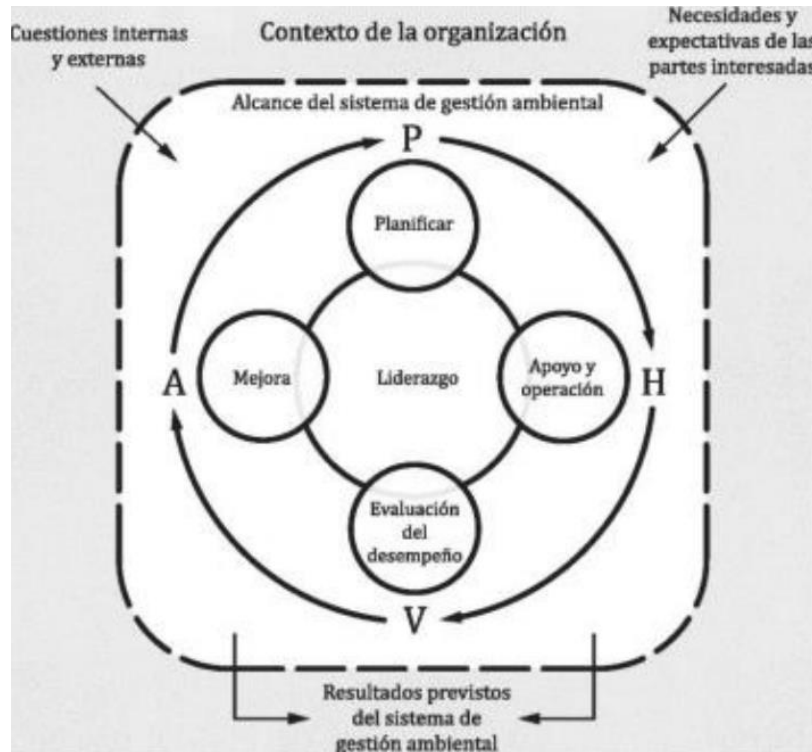 Cuestiones internas
y externas
Contexto de la organización
Necesidades y
expectativas de las
partes interesadas
Alcance del sistema de gestión ambiental
P
Planificar
A
Mejora
Liderazgo
Apoyo y
operación
H
Evaluación
del
desempeño
V
Resultados previstos
del sistema de
gestión ambiental